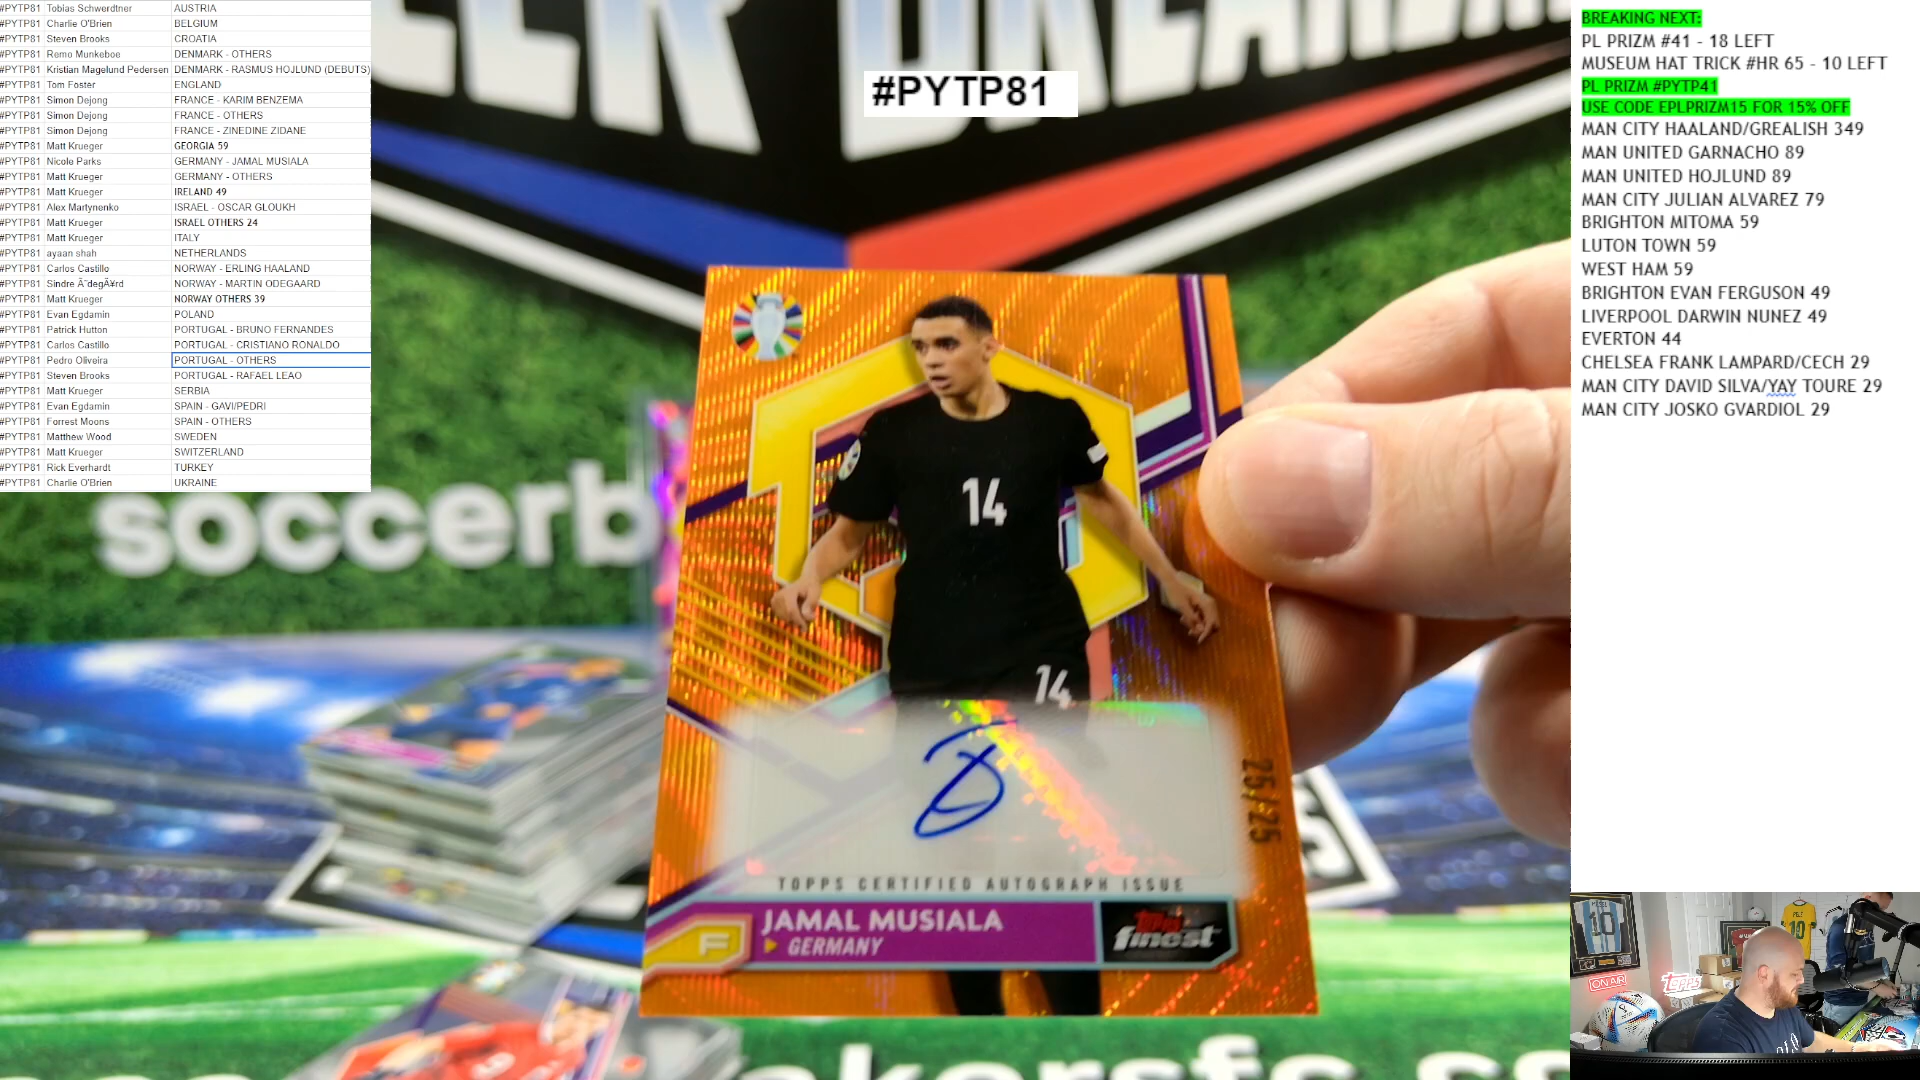 #PYTP81 Tobias Schwerdtner AUSTRIA
#PYTP81 Charlie O'Brien BELGIUM
#PYTP81 Steven Brooks CROATIA
#PYTP81 Remo Munkeboe DENMARK - OTHERS
#PYTP81 Kristian Magelund Pedersen DENMARK - RASMUS HOJLUND (DEBUTS)
#PYTP81 Tom Foster ENGLAND
#PYTP81 Simon Dejong FRANCE - KARIM BENZEMA
#PYTP81 Simon Dejong FRANCE - OTHERS
#PYTP81 Simon Dejong FRANCE - ZINEDINE ZIDANE
#PYTP81 Matt Krueger GEORGIA 59
#PYTP81 Nicole Parks GERMANY - JAMAL MUSIALA
#PYTP81 Matt Krueger GERMANY - OTHERS
#PYTP81 Matt Krueger IRELAND 49
#PYTP81 Alex Martynenko ISRAEL - OSCAR GLOUKH
#PYTP81 Matt Krueger ISRAEL OTHERS 24
#PYTP81 Matt Krueger ITALY
#PYTP81 ayaan shah NETHERLANDS
#PYTP81 Carlos Castillo NORWAY - ERLING HAALAND
#PYTP81 Sindre Ã˜degÃ¥rd NORWAY - MARTIN ODEGAARD
#PYTP81 Matt Krueger NORWAY OTHERS 39
#PYTP81 Evan Egdamin POLAND
#PYTP81 Patrick Hutton PORTUGAL - BRUNO FERNANDES
#PYTP81 Carlos Castillo PORTUGAL - CRISTIANO RONALDO
#PYTP81 Pedro Oliveira PORTUGAL - OTHERS
#PYTP81 Steven Brooks PORTUGAL - RAFAEL LEAO
#PYTP81 Matt Krueger SERBIA
#PYTP81 Evan Egdamin SPAIN - GAVI/PEDRI
#PYTP81 Forrest Moons SPAIN - OTHERS
#PYTP81 Matthew Wood SWEDEN
#PYTP81 Matt Krueger SWITZERLAND
#PYTP81 Rick Everhardt TURKEY
#PYTP81 Charlie O'Brien UKRAINE
#PYTP81
BREAKING NEXT:
PL PRIZM #41 - 18 LEFT
MUSEUM HAT TRICK #HR 65 - 10 LEFT
PL PRIZM #PYTP41
USE CODE EPLPRIZM15 FOR 15% OFF
MAN CITY HAALAND/GREALISH 349
MAN UNITED GARNACHO 89
MAN UNITED HOJLUND 89
MAN CITY JULIAN ALVAREZ 79
BRIGHTON MITOMA 59
LUTON TOWN 59
WEST HAM 59
BRIGHTON EVAN FERGUSON 49
LIVERPOOL DARWIN NUNEZ 49
EVERTON 44
CHELSEA FRANK LAMPARD/CECH 29
MAN CITY DAVID SILVA/YAY TOURE 29
MAN CITY JOSKO GVARDIOL 29
soccerb
14
14
25/25
TOPPS CERTIFIED AUTOGRAPH ISSUE
F
JAMAL MUSIALA
GERMANY
TOPPS
finest
10
10
ON AIR
TOPPS